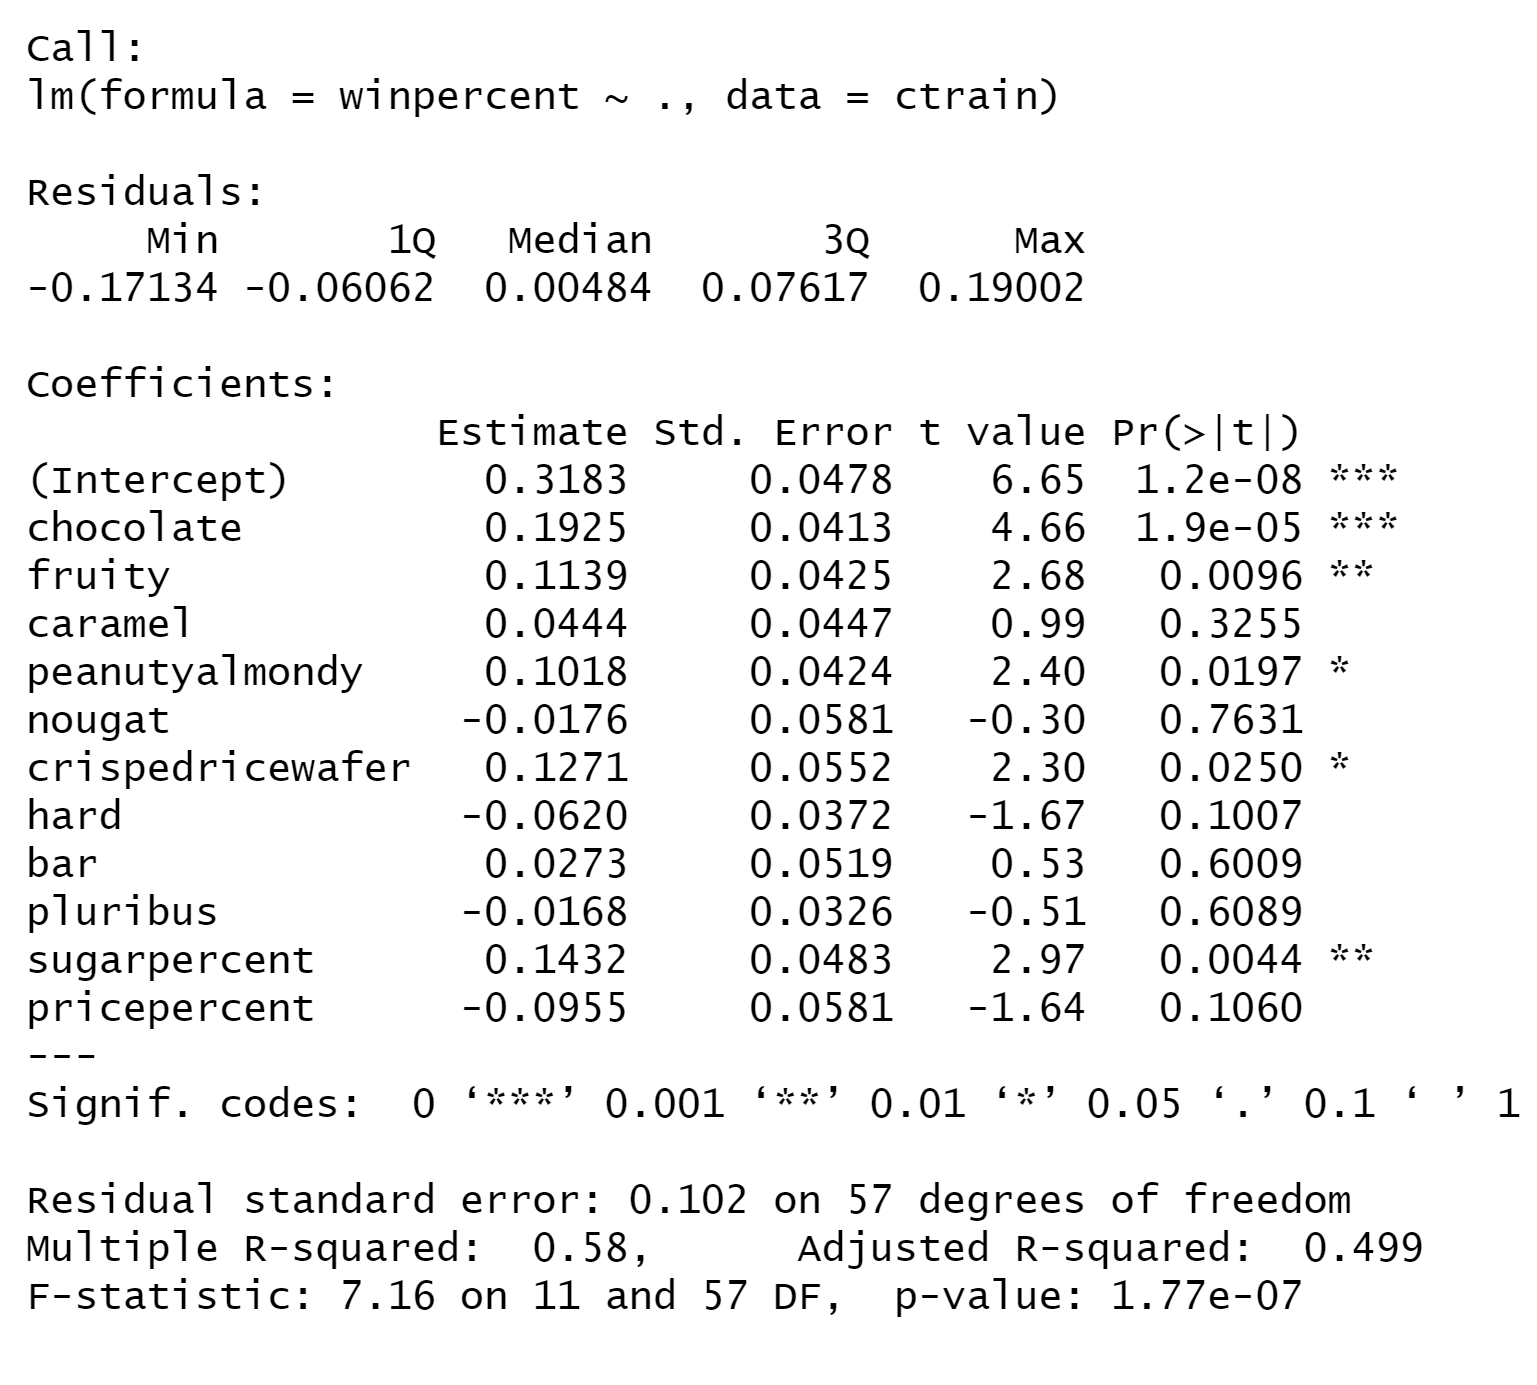 Call:
lm(formula = winpercent ~ ., data = ctrain)
Residuals:
Min 1Q Median 3Q Max
-0.17134 -0.06062 0.00484 0.07617 0.19002
Coefficients:
Estimate Std. Error t value Pr(>|t|)
(Intercept) 0.3183 0.0478 6.65 1.2e-08 ***
chocolate 0.1925 0.0413 4.66 1.9e-05 ***
fruity 0.1139 0.0425 2.68 0.0096 **
caramel 0.0444 0.0447 0.99 0.3255
peanutyalmondy 0.1018 0.0424 2.40 0.0197 *
nougat -0.0176 0.0581 -0.30 0.7631
crispedricewafer 0.1271 0.0552 2.30 0.0250 *
hard -0.0620 0.0372 -1.67 0.1007
bar 0.0273 0.0519 0.53 0.6009
pluribus -0.0168 0.0326 -0.51 0.6089
sugarpercent 0.1432 0.0483 2.97 0.0044 **
pricepercent -0.0955 0.0581 -1.64 0.1060
---
Signif. codes: 0 ‘***’ 0.001 ‘**’ 0.01 ‘*’ 0.05 ‘.’ 0.1 ‘ ’ 1
Residual standard error: 0.102 on 57 degrees of freedom
Multiple R-squared: 0.58, Adjusted R-squared: 0.499
F-statistic: 7.16 on 11 and 57 DF, p-value: 1.77e-07